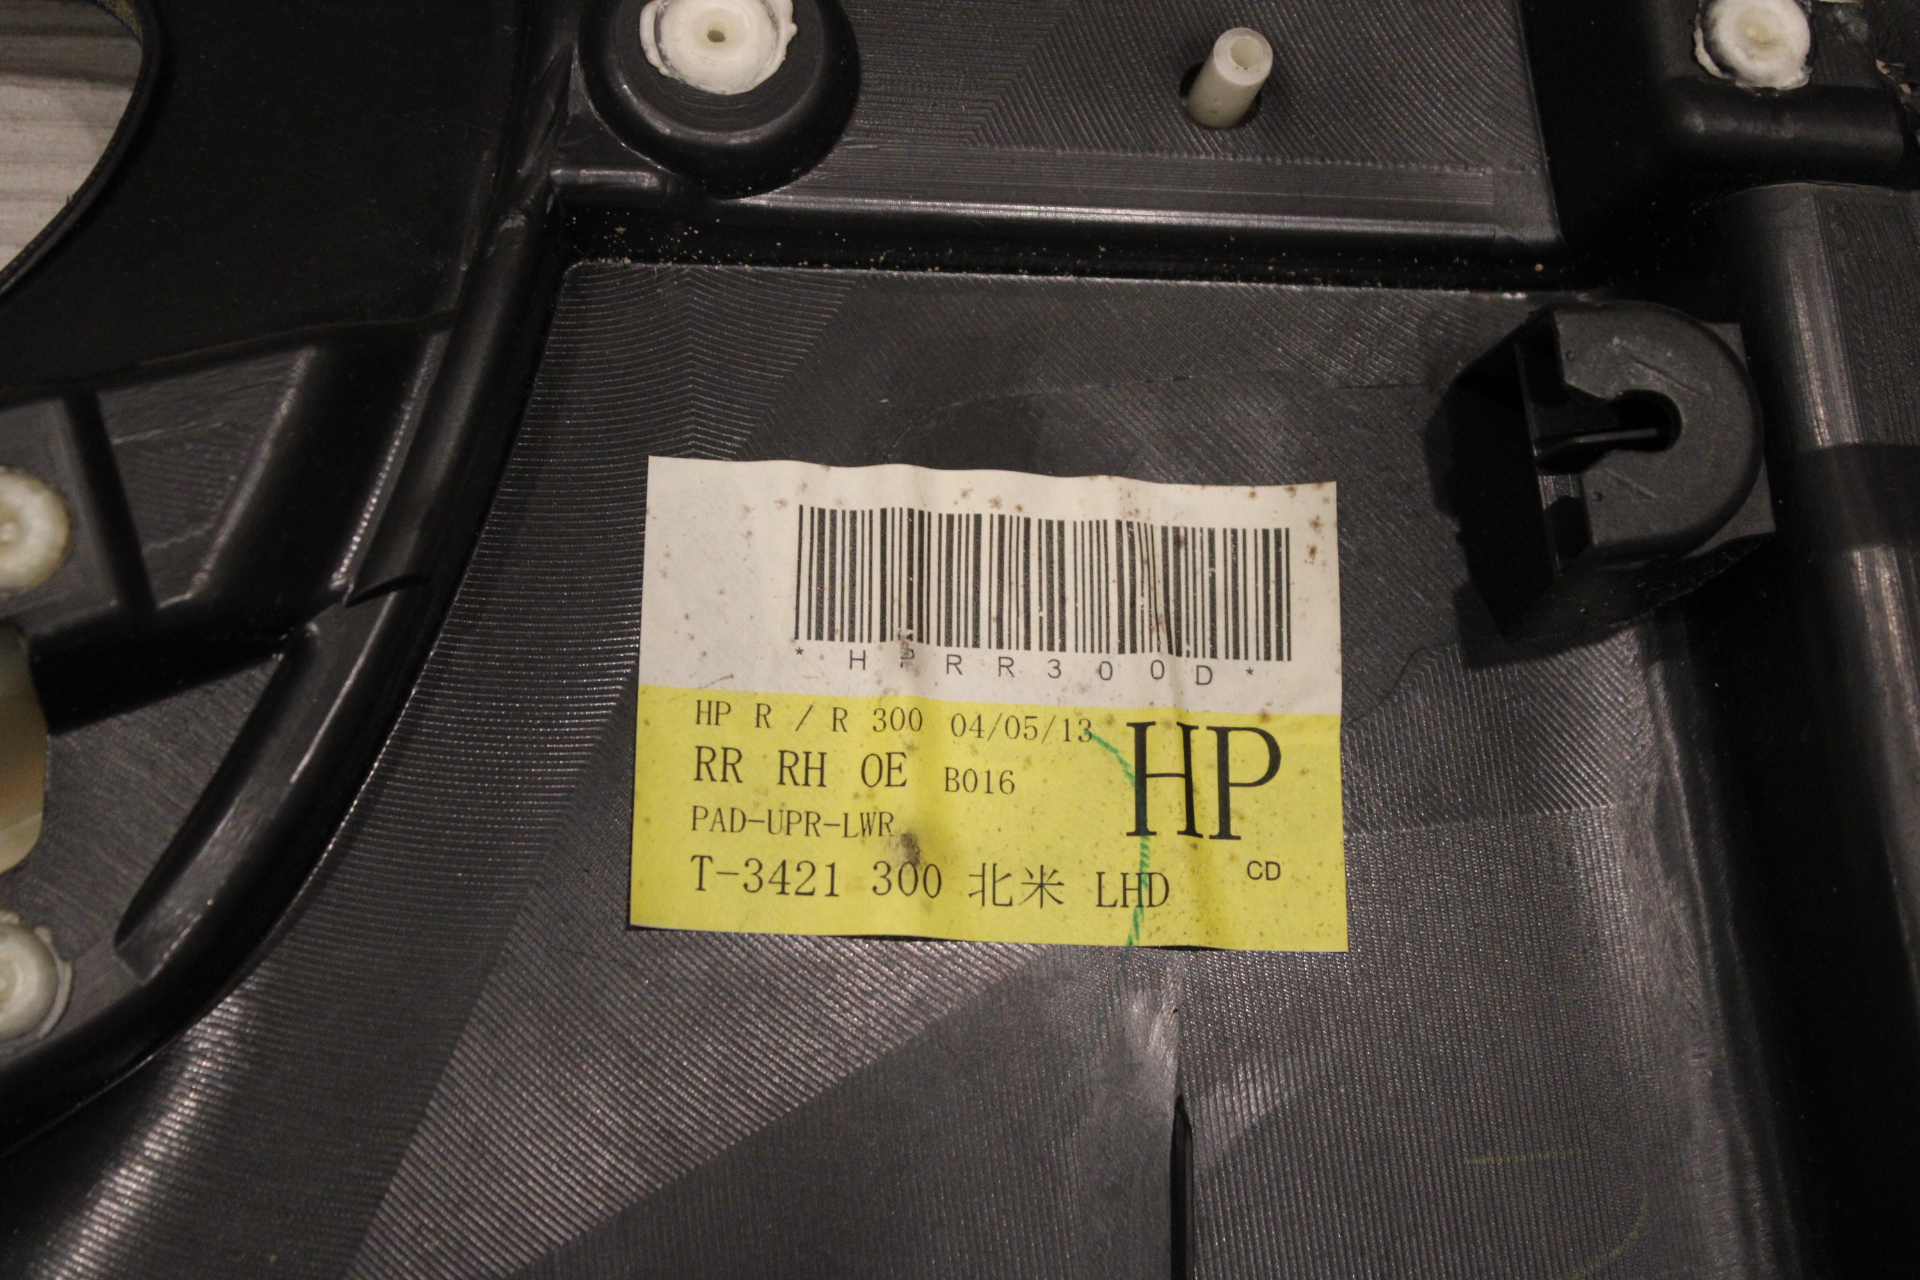 *HPRR300D*
HP R / R 300 04/05/13
RR RH OE B016
HP
PAD-UPR-LWR
T-3421 300 北米 LHD
CD